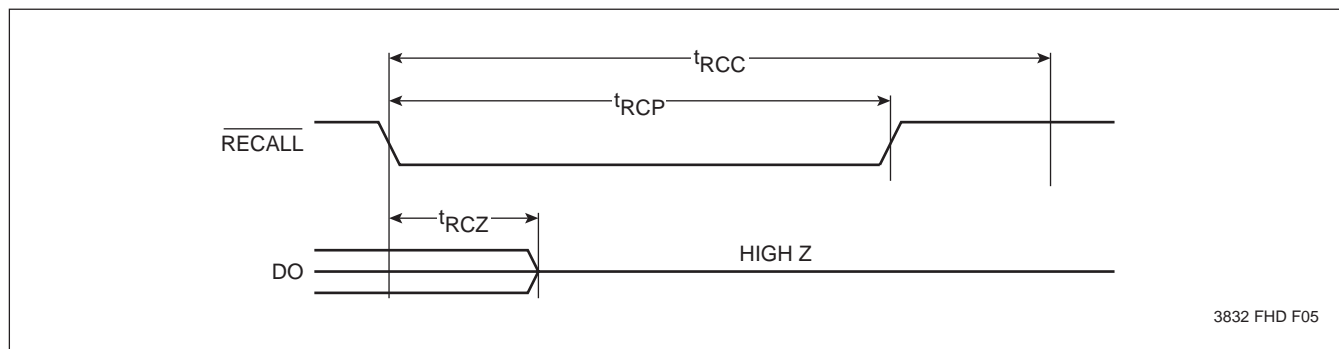 tRCC
tRCP
RECALL
tRCZ
DO
HIGH Z
3832 FHD F05